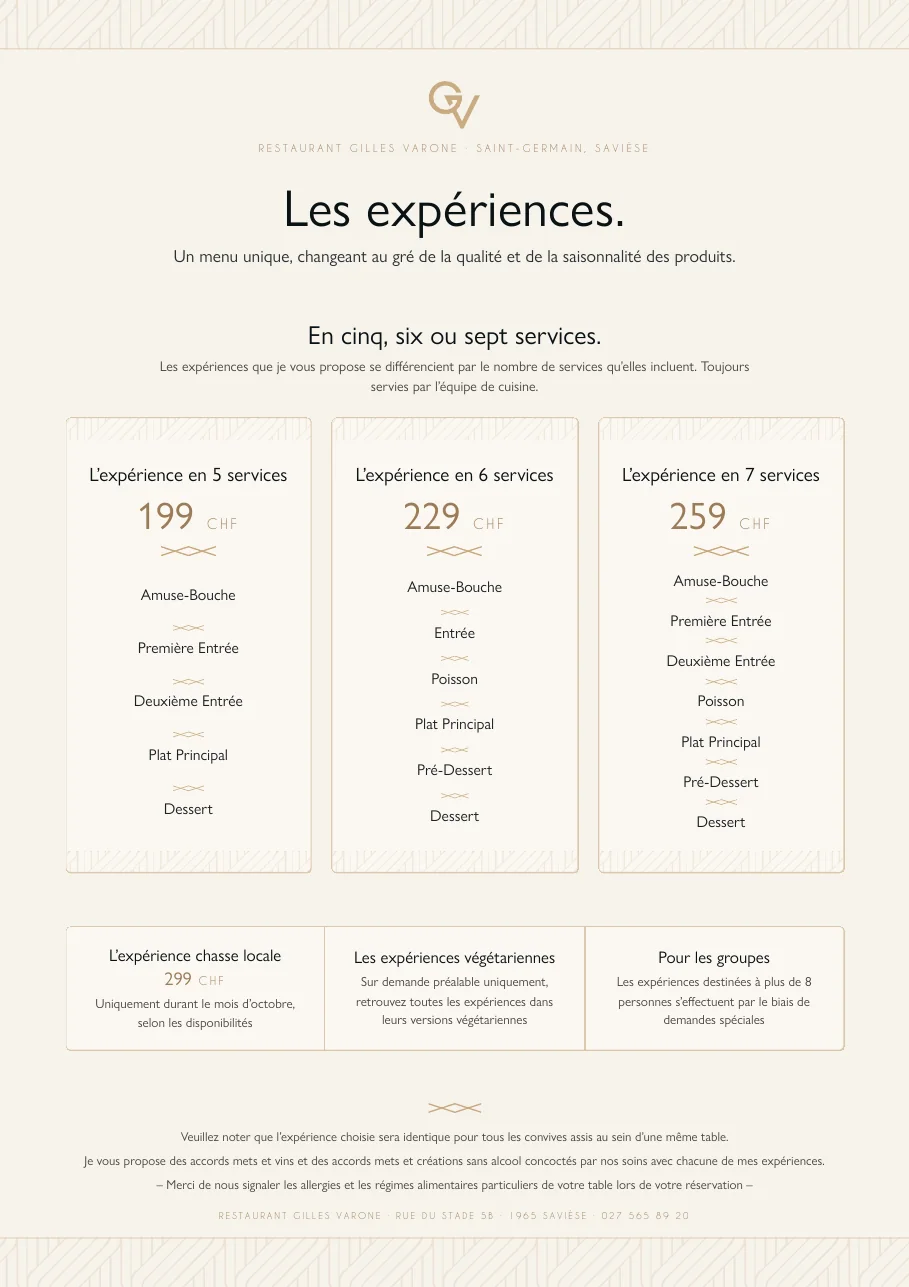 GV
RESTAURANT GILLES VARONE · SAINT-GERMAIN, SAVIÈSE
Les expériences.
Un menu unique, changeant au gré de la qualité et de la saisonnalité des produits.
En cinq, six ou sept services.
Les expériences que je vous propose se différencient par le nombre de services qu’elles incluent. Toujours
servies par l’équipe de cuisine.
L’expérience en 5 services
199 CHF
Amuse-Bouche
Première Entrée
Deuxième Entrée
Plat Principal
Dessert
L’expérience en 6 services
229 CHF
Amuse-Bouche
Entrée
Poisson
Plat Principal
Pré-Dessert
Dessert
L’expérience en 7 services
259 CHF
Amuse-Bouche
Première Entrée
Deuxième Entrée
Poisson
Plat Principal
Pré-Dessert
Dessert
L’expérience chasse locale
299 CHF
Uniquement durant le mois d’octobre,
selon les disponibilités
Les expériences végétariennes
Sur demande préalable uniquement,
retrouvez toutes les expériences dans
leurs versions végétariennes
Pour les groupes
Les expériences destinées à plus de 8
personnes s’effectuent par le biais de
demandes spéciales
Veuillez noter que l’expérience choisie sera identique pour tous les convives assis au sein d’une même table.
Je vous propose des accords mets et vins et des accords mets et créations sans alcool concoctés par nos soins avec chacune de mes expériences.
– Merci de nous signaler les allergies et les régimes alimentaires particuliers de votre table lors de votre réservation –
RESTAURANT GILLES VARONE · RUE DU STADE 5B · 1965 SAVIÈSE · 027 565 89 20